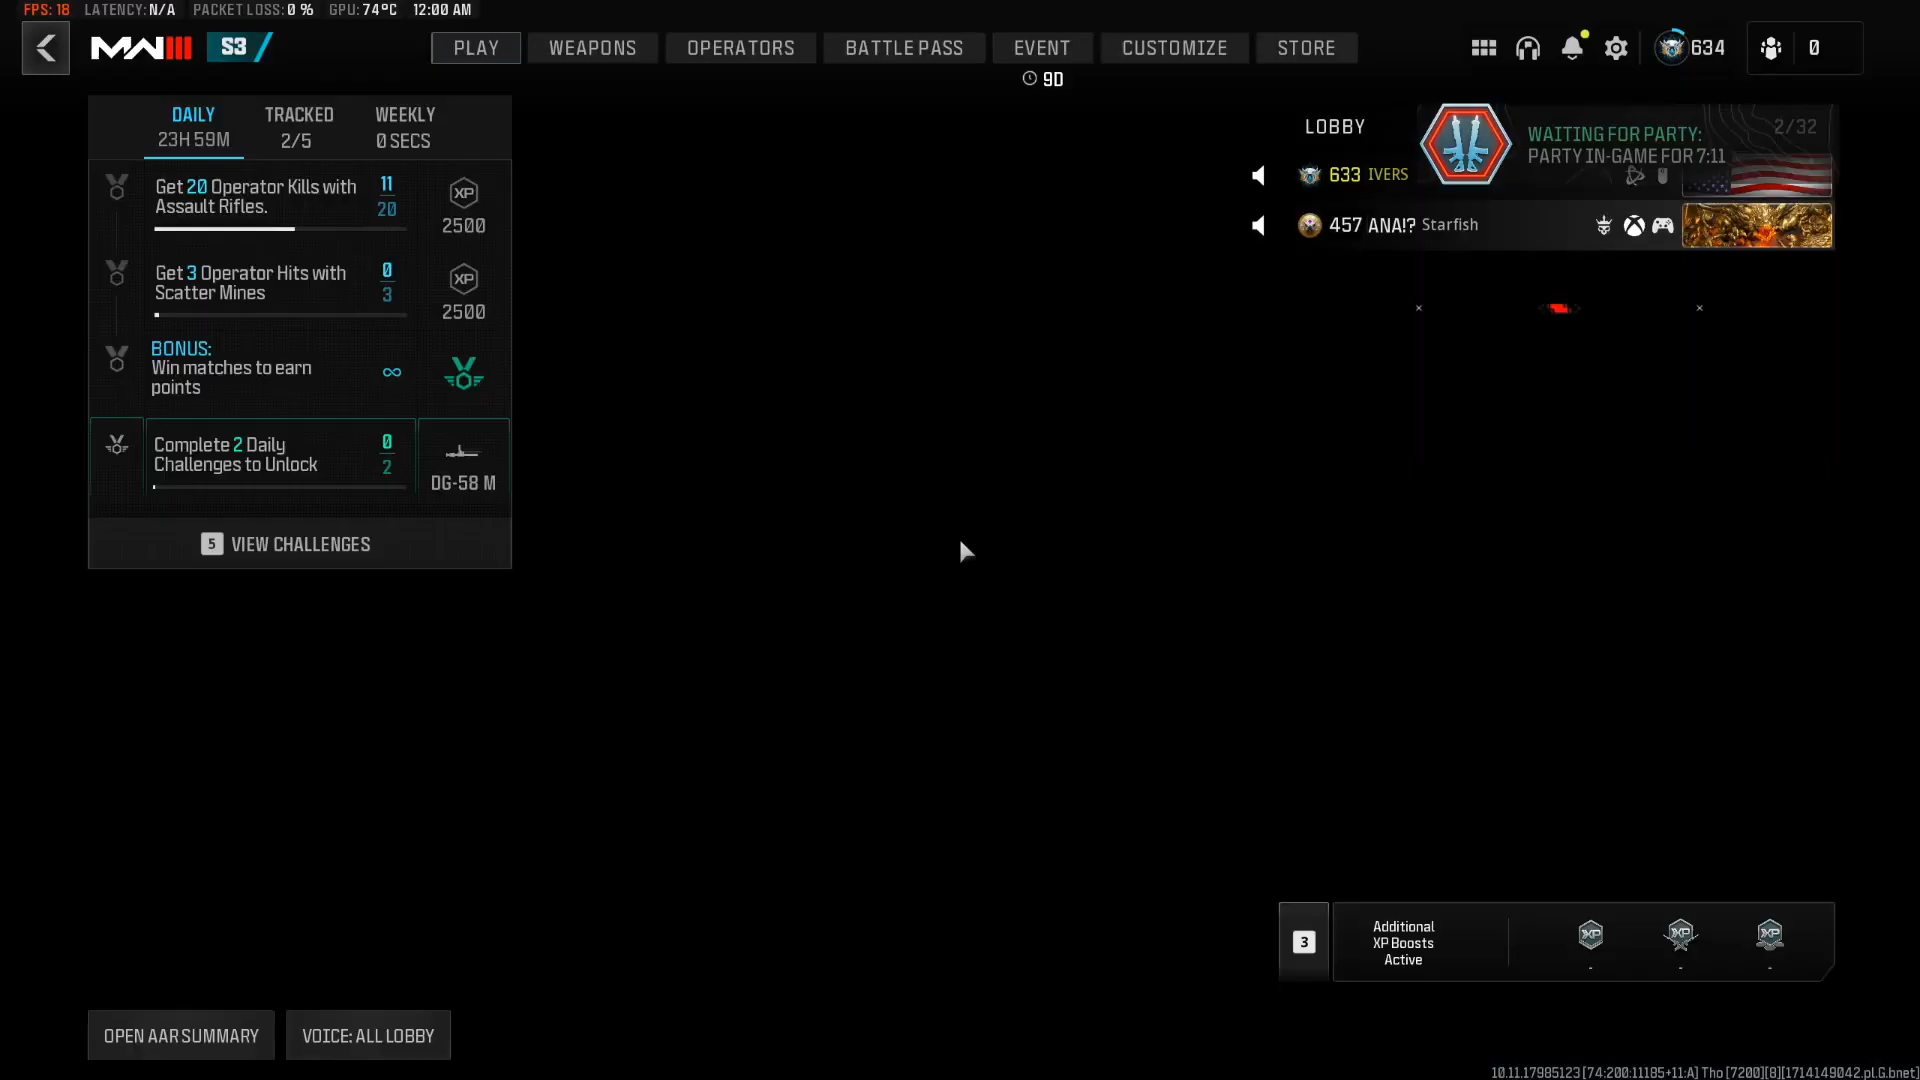 FPS: 18 LATENCY: N/A PACKET LOSS: 0 % GPU: 74°C 12:00 AM
MWIII S3 PLAY WEAPONS OPERATORS BATTLE PASS EVENT CUSTOMIZE STORE 634 0
9D
DAILY TRACKED WEEKLY
23H 59M 2/5 0 SECS
Get 20 Operator Kills with
Assault Rifles.
11
20
XP
2500
Get 3 Operator Hits with
Scatter Mines
0
3
XP
2500
BONUS:
Win matches to earn
points
∞
Complete 2 Daily
Challenges to Unlock
0
2
DG-58 M
5 VIEW CHALLENGES
LOBBY
WAITING FOR PARTY:
PARTY IN-GAME FOR 7:11
2/32
633 IVERS
457 ANA!? Starfish
3
Additional
XP Boosts
Active
XP XP XP
- - -
OPEN AAR SUMMARY VOICE: ALL LOBBY
10.11.17985123 [74:200:11185+11:A] Tho [7200][8][1714149042.pl.G.bnet]